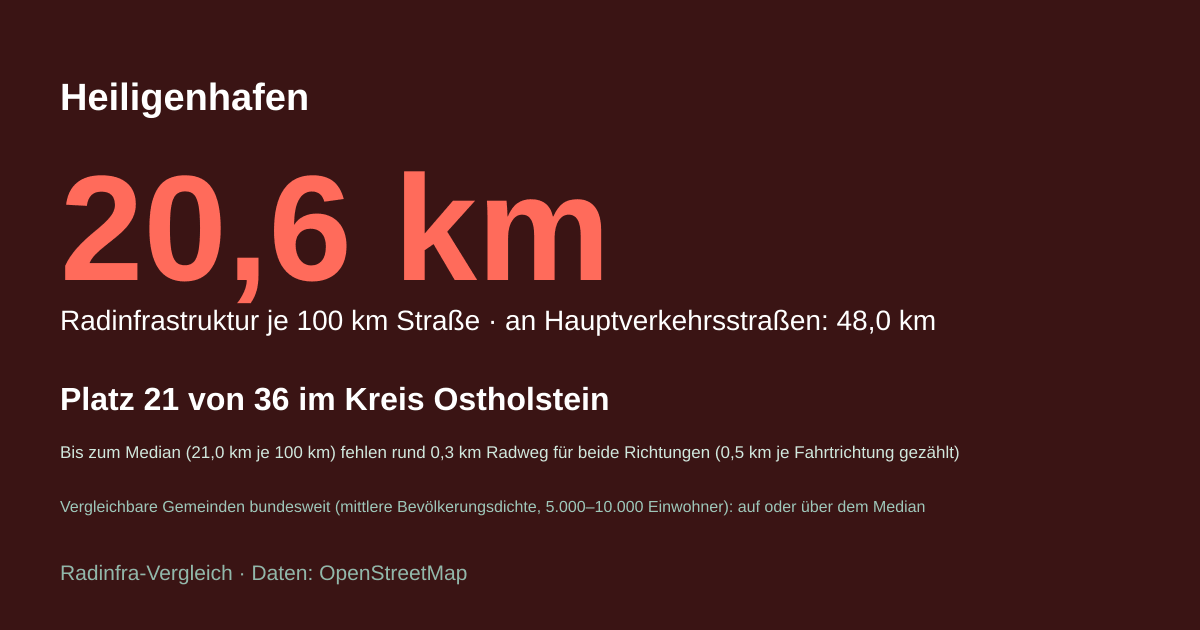 Heiligenhafen
20,6 km
Radinfrastruktur je 100 km Straße · an Hauptverkehrsstraßen: 48,0 km
Platz 21 von 36 im Kreis Ostholstein
Bis zum Median (21,0 km je 100 km) fehlen rund 0,3 km Radweg für beide Richtungen (0,5 km je Fahrtrichtung gezählt)
Vergleichbare Gemeinden bundesweit (mittlere Bevölkerungsdichte, 5.000–10.000 Einwohner): auf oder über dem Median
Radinfra-Vergleich · Daten: OpenStreetMap